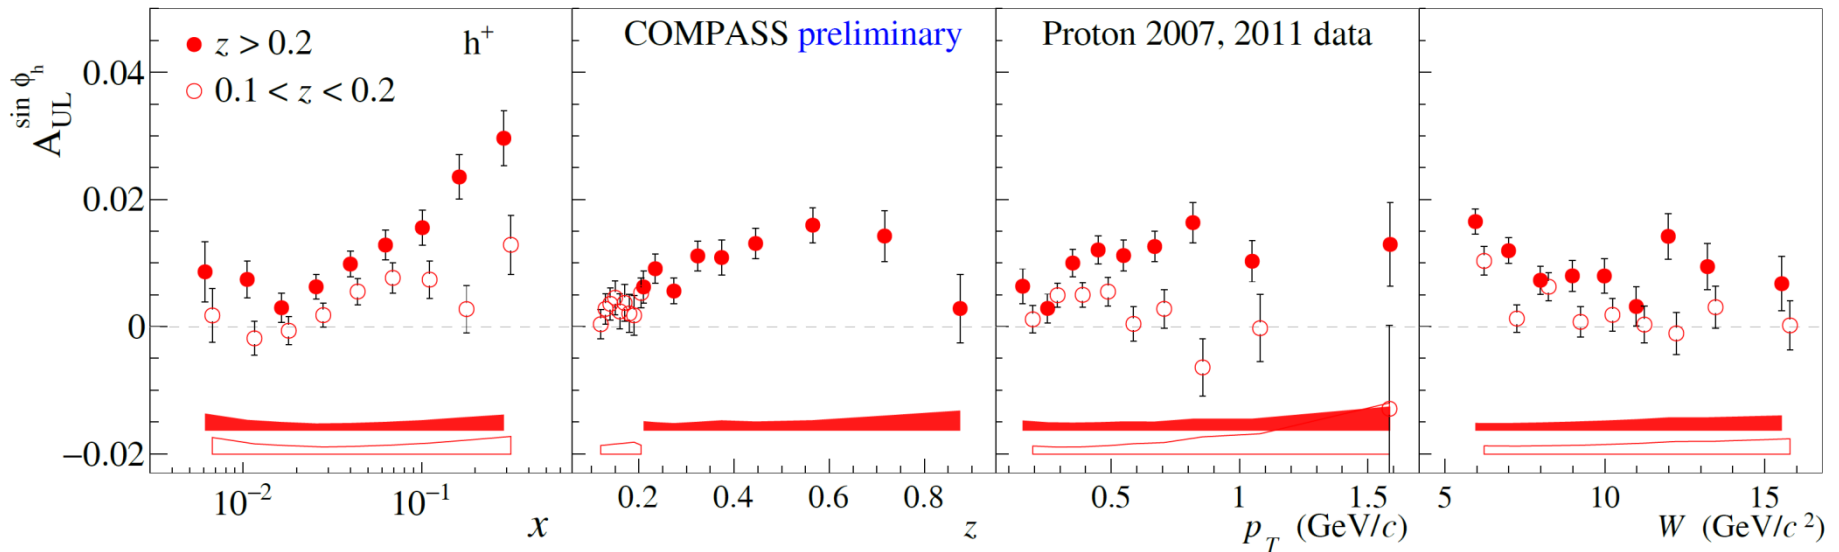 z > 0.2 h⁺
0.1 < z < 0.2
COMPASS preliminary
Proton 2007, 2011 data
A_UL^{sin ϕ_h}
0.04
0.02
0
−0.02
10⁻² 10⁻¹
x
0.2 0.4 0.6 0.8
z
0.5 1 1.5
p_T (GeV/c)
5 10 15
W (GeV/c²)